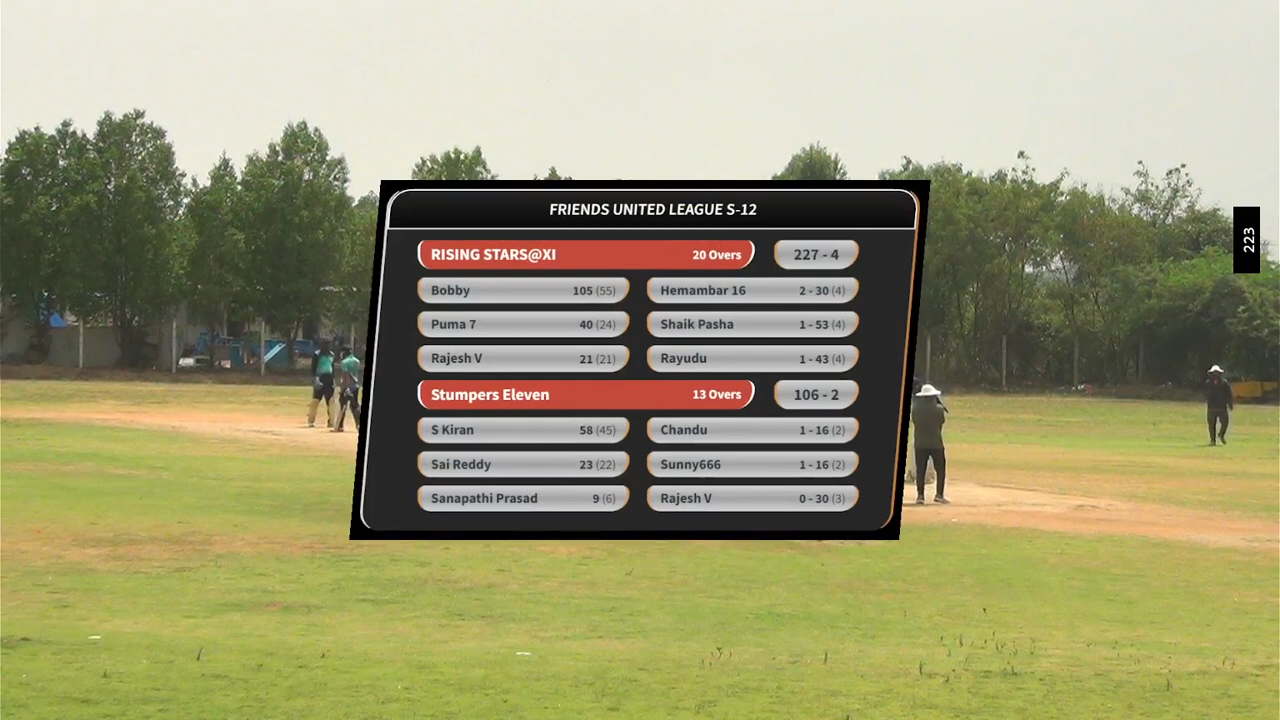 FRIENDS UNITED LEAGUE S-12
RISING STARS@XI 20 Overs 227 - 4
Bobby 105 (55) Hemambar 16 2 - 30 (4)
Puma 7 40 (24) Shaik Pasha 1 - 53 (4)
Rajesh V 21 (21) Rayudu 1 - 43 (4)
Stumpers Eleven 13 Overs 106 - 2
S Kiran 58 (45) Chandu 1 - 16 (2)
Sai Reddy 23 (22) Sunny666 1 - 16 (2)
Sanapathi Prasad 9 (6) Rajesh V 0 - 30 (3)
223